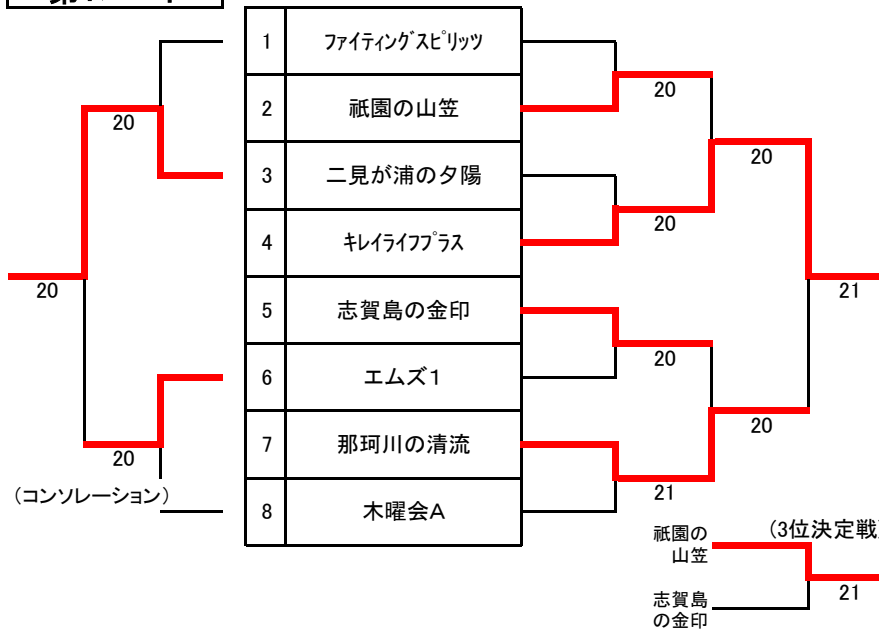 1 ファイティングスピリッツ
20
20
2 祇園の山笠
20
3 二見が浦の夕陽
20
4 キレイライフプラス
20
21
5 志賀島の金印
20
6 エムズ1
20
7 那珂川の清流
20
(コンソレーション)
21
8 木曜会A
(3位決定戦)
祇園の
山笠
21
志賀島
の金印